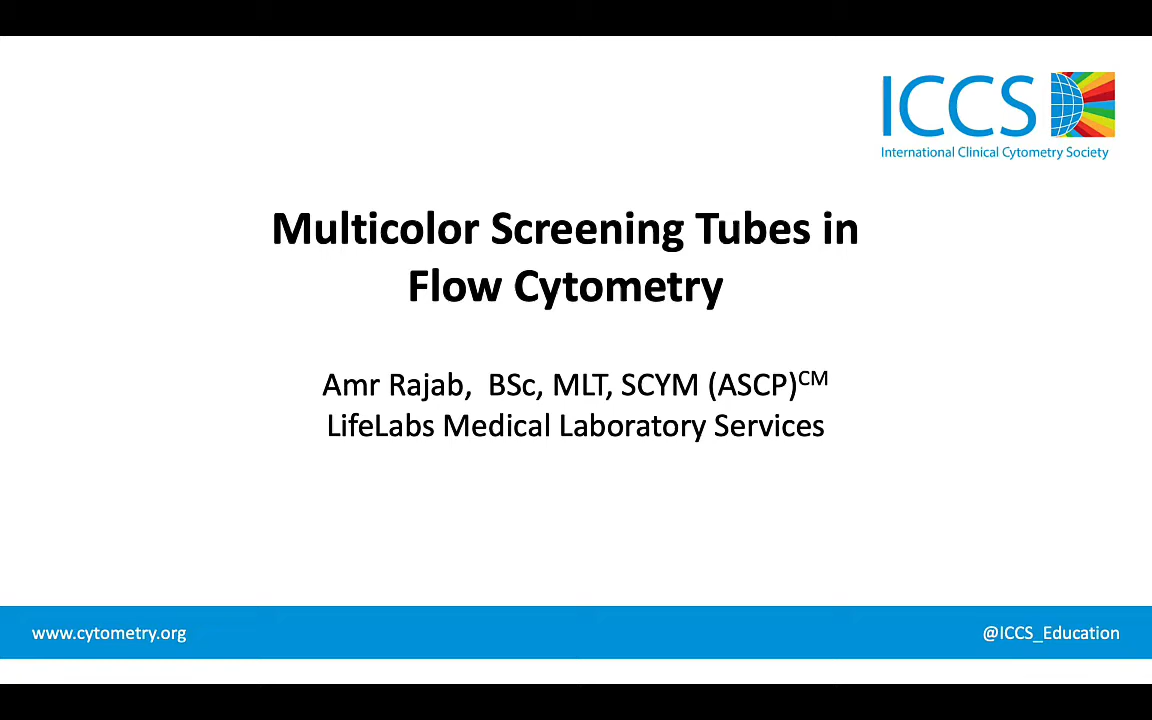 ICCS
International Clinical Cytometry Society
Multicolor Screening Tubes in
Flow Cytometry
Amr Rajab, BSc, MLT, SCYM (ASCP)CM
LifeLabs Medical Laboratory Services
www.cytometry.org
@ICCS_Education